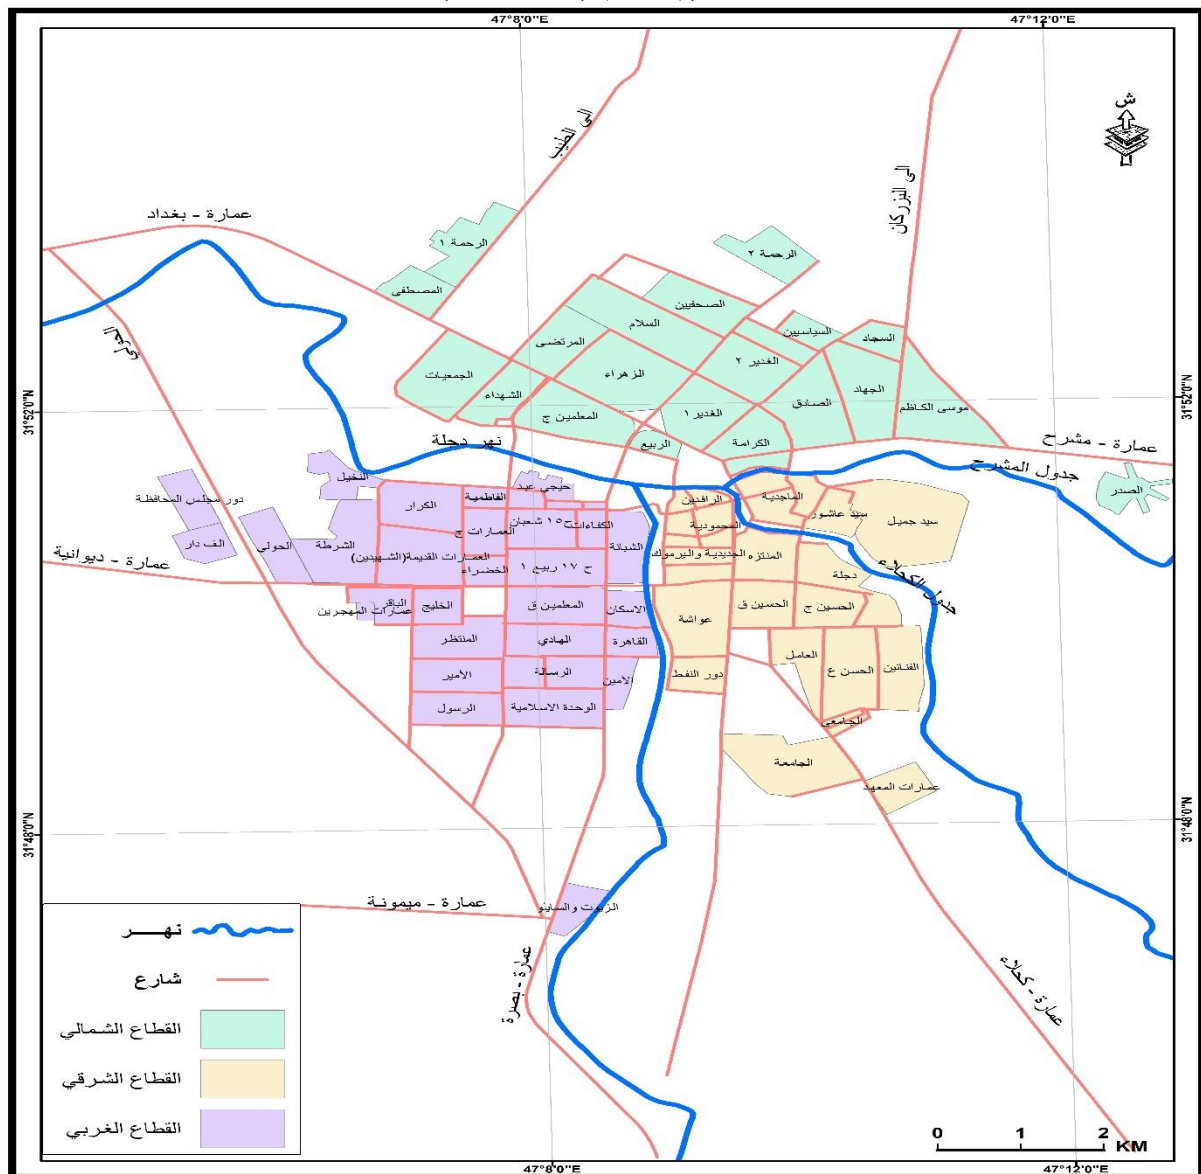 47°8'0"E
47°12'0"E
ش
الى الطيب
الى البزركان
عمارة - بغداد
الرحمة ١
الرحمة ٢
المصطفى
الصحفيين
السلام
السياسيين
السجاد
المرتضى
الغدير ٢
الجمعيات
الزهراء
الجهاد
الشهداء
الصادق
موسى الكاظم
31°52'0"N
31°52'0"N
المعلمين ج
الغدير ١
الكرامة
الربيع
نهر دجلة
عمارة - مشرح
جدول المشرح
الصدر
النخيل
حيجي عبد
دور مجلس المحافظة
الكرار
الفاطمية
الرافدين
الماجدية
سيد عاشور
سيد جميل
ح١٥ شعبان
الكفاءات
العمارات ج
المحمودية
الف دار
الحولي
الشرطة
الشبانة
العمارات القديمة(الشهيدين)
الخضراء
ح ١٧ ربيع ١
الجديدية واليرموك
المنتزه
دجلة
جدول الكحلاء
عمارة - ديوانية
الباقر
عمارات المهجرين
الخليج
المعلمين ق
الاسكان
عواشة
الحسين ق
الحسين ج
المنتظر
الهادي
القاهرة
العامل
الحسن ع
الفنانين
الأمير
الرسالة
الامين
دور النفط
الرسول
الوحدة الاسلامية
الجامعي
الجامعة
عمارات المعهد
31°48'0"N
31°48'0"N
عمارة - ميمونة
عمارة - بصرة
عمارة - كحلاء
نهـــر
شارع
القطاع الشمالي
القطاع الشرقي
القطاع الغربي
0 1 2
KM
47°8'0"E
47°12'0"E